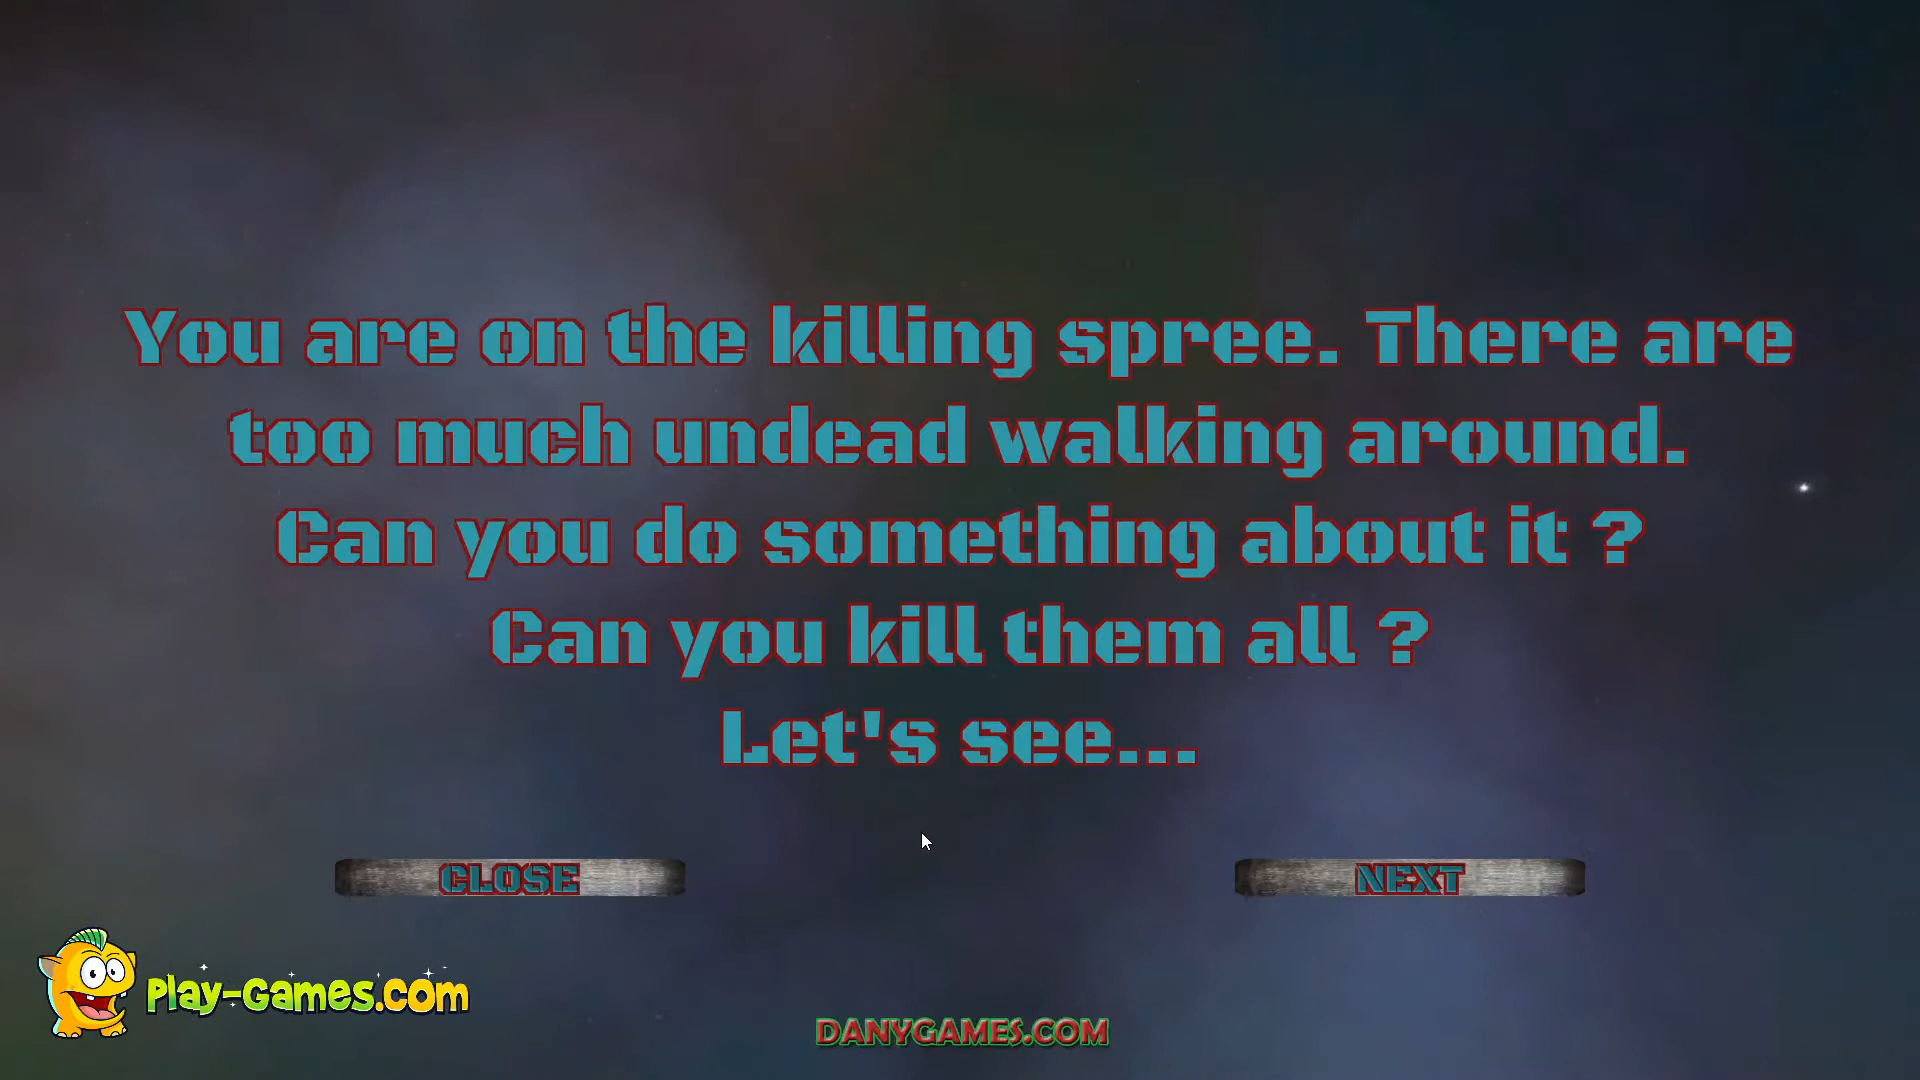 You are on the killing spree. There are
too much undead walking around.
Can you do something about it ?
Can you kill them all ?
Let's see...
CLOSE
NEXT
Play-Games.com
DANYGAMES.COM